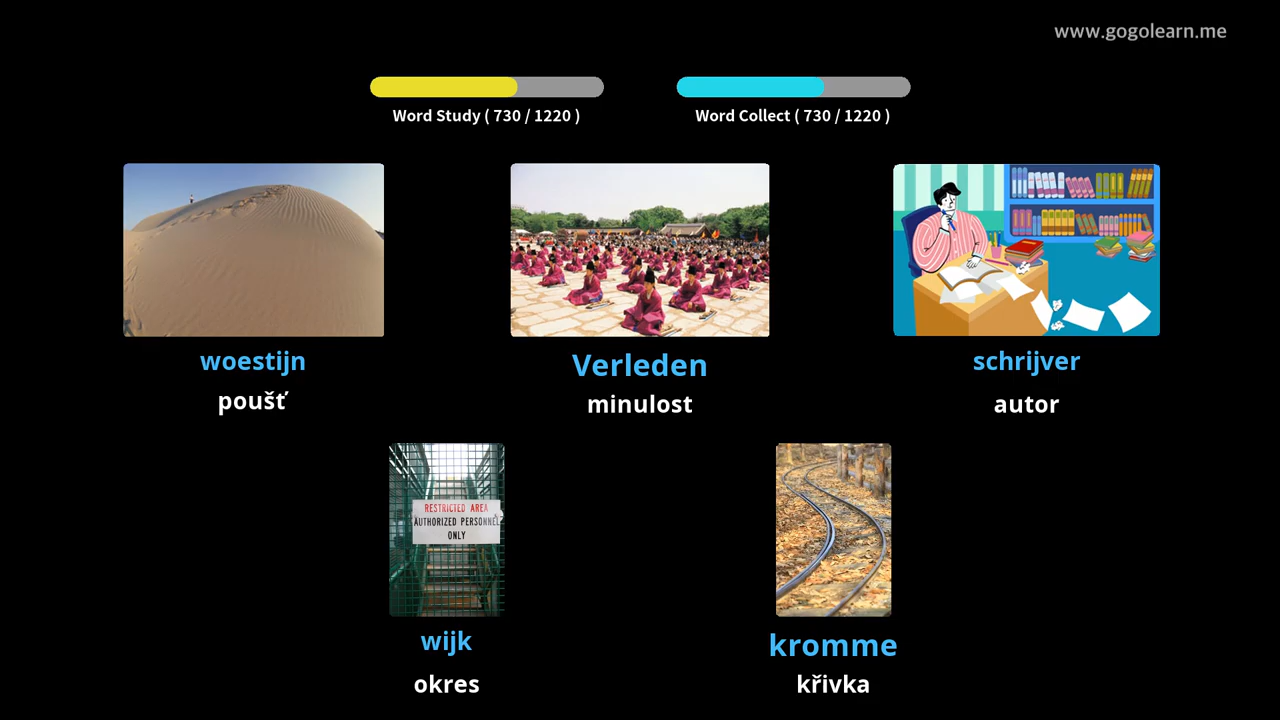 www.gogolearn.me
Word Study ( 730 / 1220 )
Word Collect ( 730 / 1220 )
woestijn
poušť
Verleden
minulost
schrijver
autor
RESTRICTED AREA
AUTHORIZED PERSONNEL
ONLY
wijk
okres
kromme
křivka